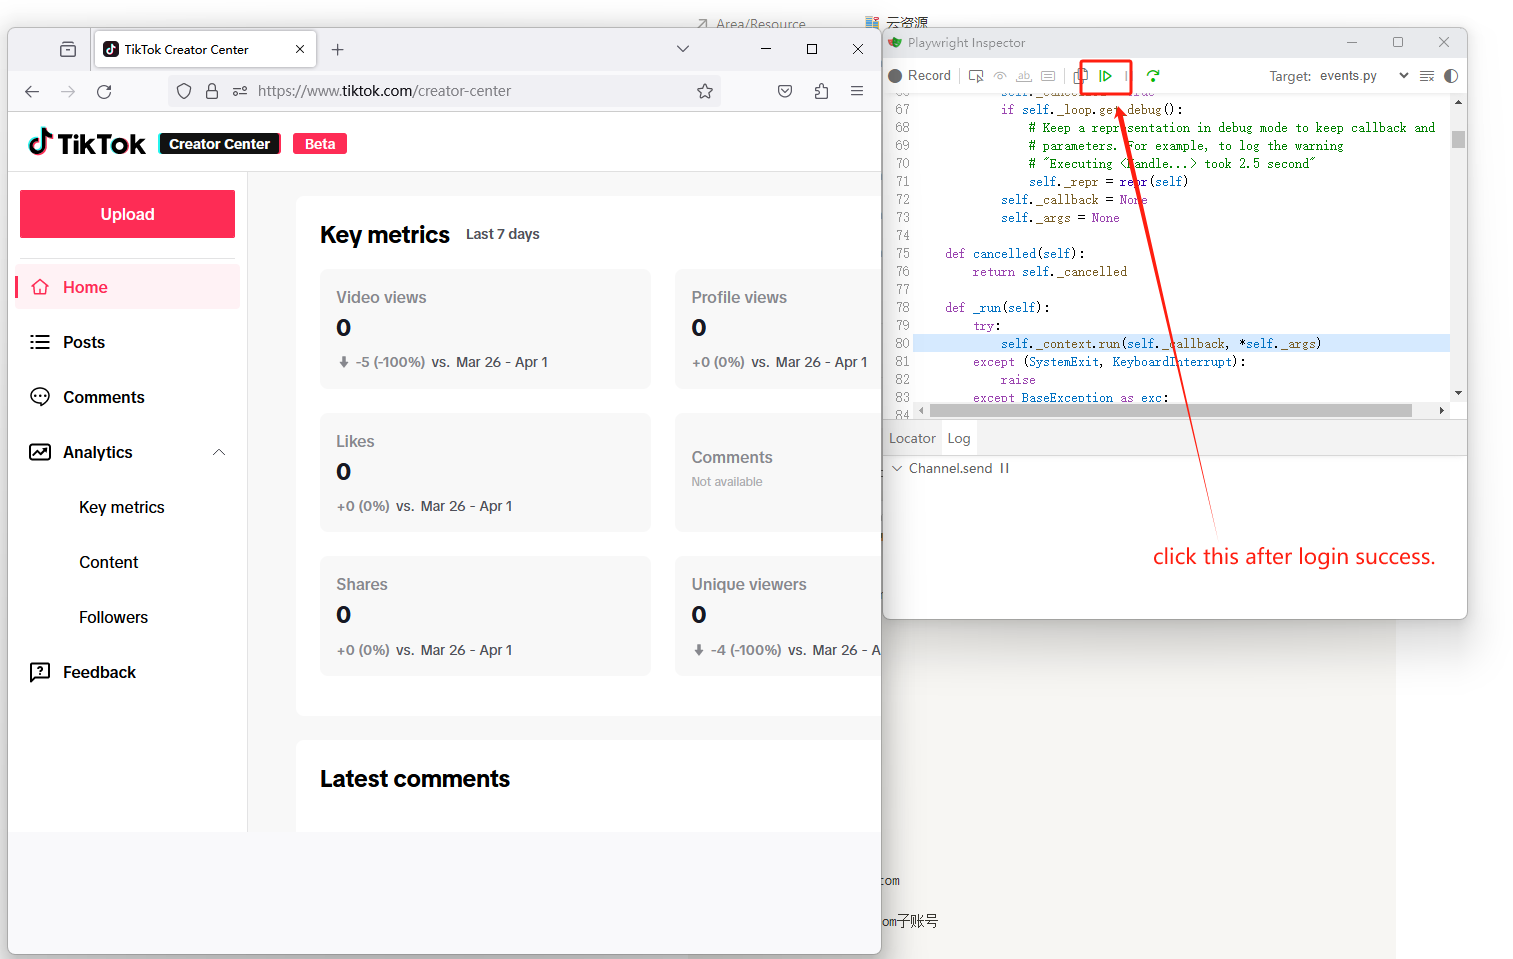 Area/Resource
云资源
TikTok Creator Center
https://www.tiktok.com/creator-center
TikTok Creator Center Beta
Upload
Home
Posts
Comments
Analytics
Key metrics
Content
Followers
Feedback
Key metrics Last 7 days
Video views
0
-5 (-100%) vs. Mar 26 - Apr 1
Profile views
0
+0 (0%) vs. Mar 26 - Apr 1
Likes
0
+0 (0%) vs. Mar 26 - Apr 1
Comments
Not available
Shares
0
+0 (0%) vs. Mar 26 - Apr 1
Unique viewers
0
-4 (-100%) vs. Mar 26 - A
Latest comments
Playwright Inspector
Record
Target: events.py
67 if self._loop.get_debug():
68 # Keep a representation in debug mode to keep callback and
69 # parameters. For example, to log the warning
70 # "Executing <Handle...> took 2.5 second"
71 self._repr = repr(self)
72 self._callback = None
73 self._args = None
74
75 def cancelled(self):
76 return self._cancelled
77
78 def _run(self):
79 try:
80 self._context.run(self._callback, *self._args)
81 except (SystemExit, KeyboardInterrupt):
82 raise
83 except BaseException as exc:
84
Locator Log
Channel.send
click this after login success.
com
om子账号